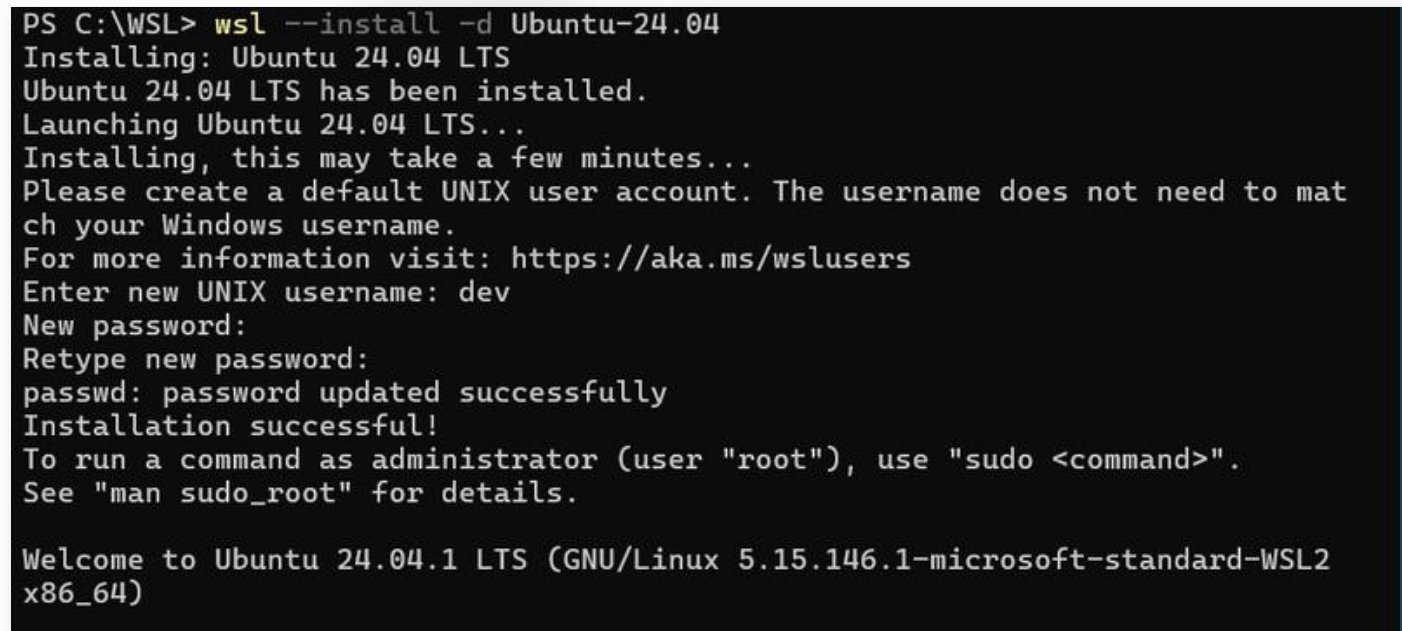 PS C:\WSL> wsl --install -d Ubuntu-24.04
Installing: Ubuntu 24.04 LTS
Ubuntu 24.04 LTS has been installed.
Launching Ubuntu 24.04 LTS...
Installing, this may take a few minutes...
Please create a default UNIX user account. The username does not need to mat
ch your Windows username.
For more information visit: https://aka.ms/wslusers
Enter new UNIX username: dev
New password:
Retype new password:
passwd: password updated successfully
Installation successful!
To run a command as administrator (user "root"), use "sudo <command>".
See "man sudo_root" for details.

Welcome to Ubuntu 24.04.1 LTS (GNU/Linux 5.15.146.1-microsoft-standard-WSL2
x86_64)